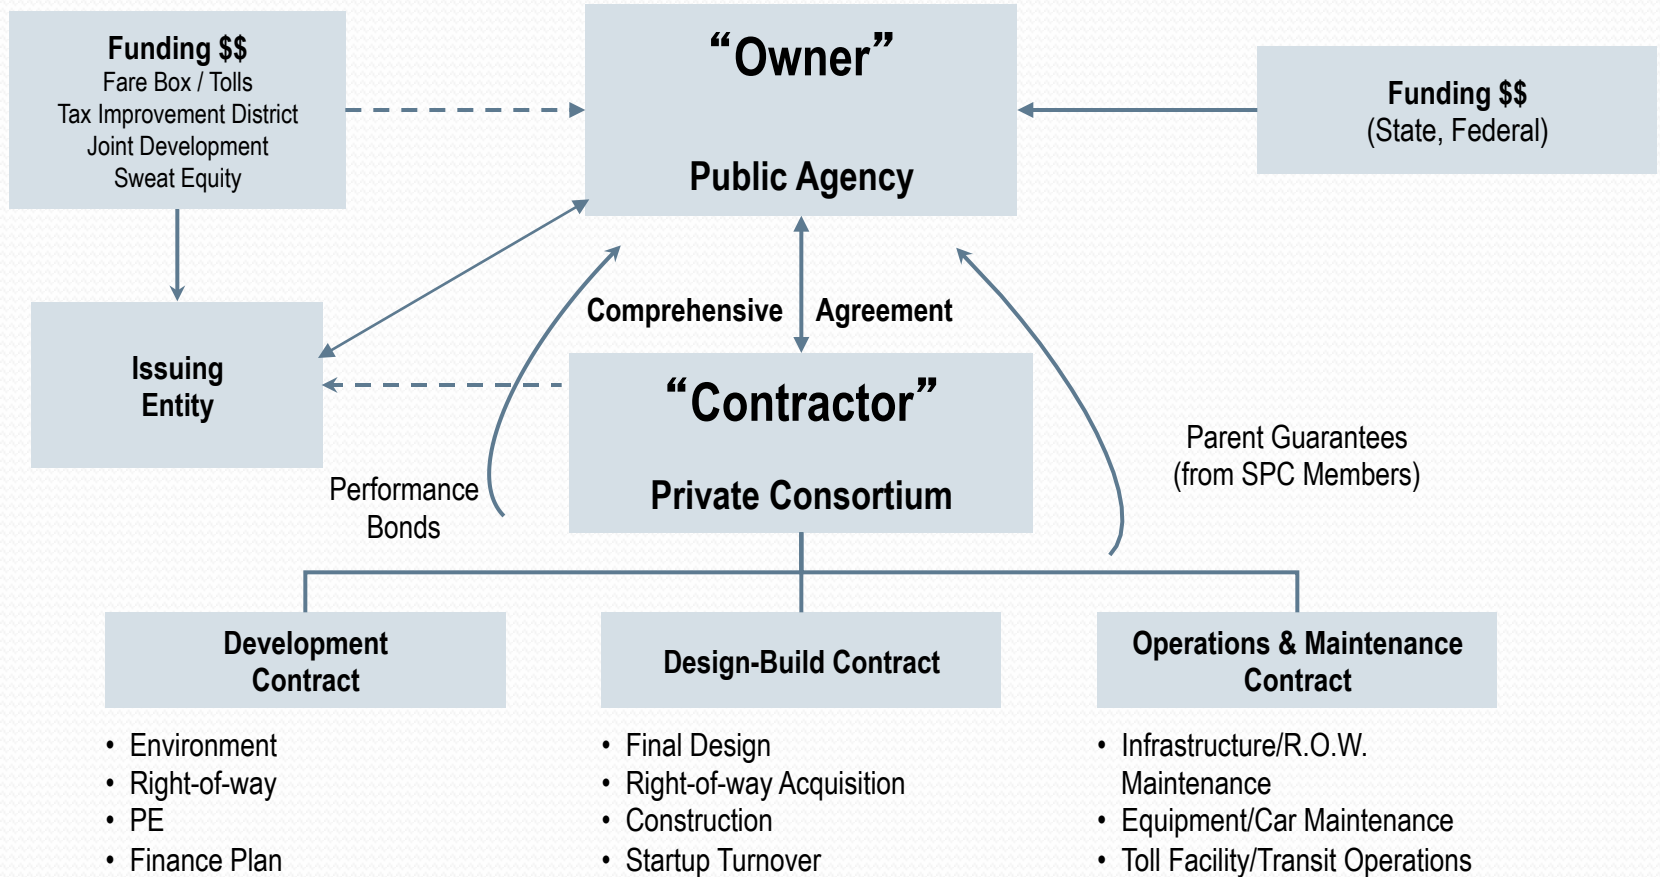 Funding $$
Fare Box / Tolls
Tax Improvement District
Joint Development
Sweat Equity
“Owner”
Public Agency
Funding $$
(State, Federal)
Comprehensive Agreement
Issuing
Entity
“Contractor”
Private Consortium
Performance
Bonds
Parent Guarantees
(from SPC Members)
Development
Contract
• Environment
• Right-of-way
• PE
• Finance Plan
Design-Build Contract
• Final Design
• Right-of-way Acquisition
• Construction
• Startup Turnover
Operations & Maintenance
Contract
• Infrastructure/R.O.W.
Maintenance
• Equipment/Car Maintenance
• Toll Facility/Transit Operations